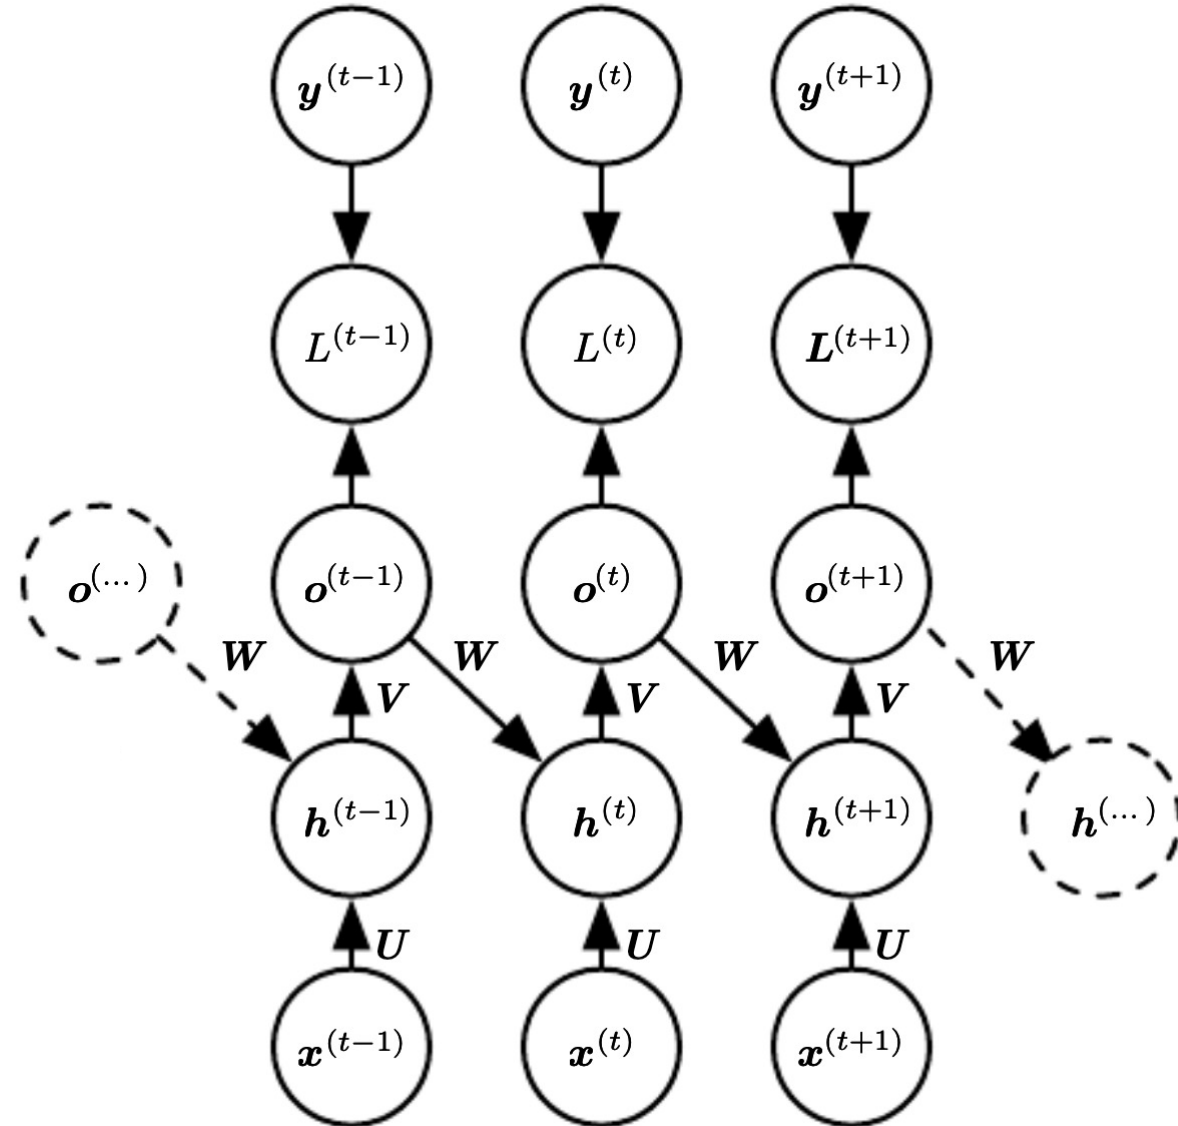 y^(t−1) y^(t) y^(t+1)
L^(t−1) L^(t) L^(t+1)
o^(...) o^(t−1) o^(t) o^(t+1)
W W W W
V V V
h^(t−1) h^(t) h^(t+1) h^(...)
U U U
x^(t−1) x^(t) x^(t+1)